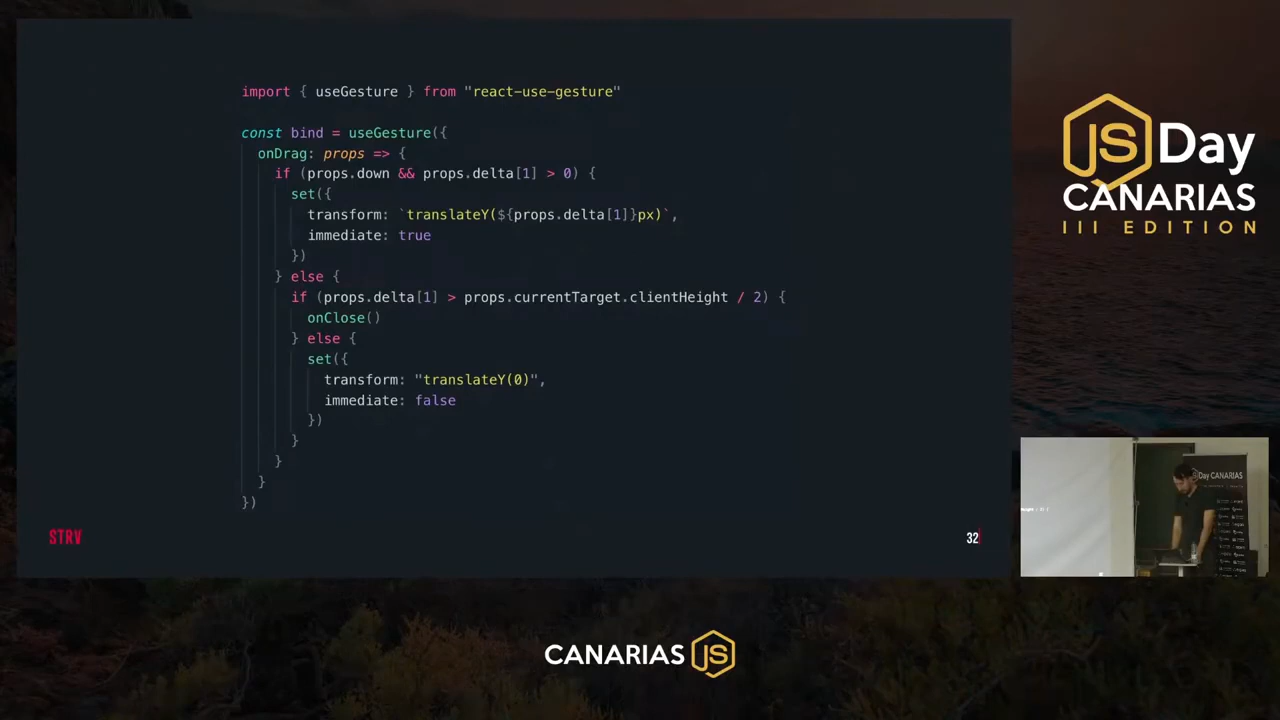 import { useGesture } from "react-use-gesture"
const bind = useGesture({
onDrag: props => {
if (props.down && props.delta[1] > 0) {
set({
transform: `translateY(${props.delta[1]}px)`,
immediate: true
})
} else {
if (props.delta[1] > props.currentTarget.clientHeight / 2) {
onClose()
} else {
set({
transform: "translateY(0)",
immediate: false
})
}
}
}
})
STRV
32
JS Day
CANARIAS
III EDITION
JSDay CANARIAS
CANARIAS JS